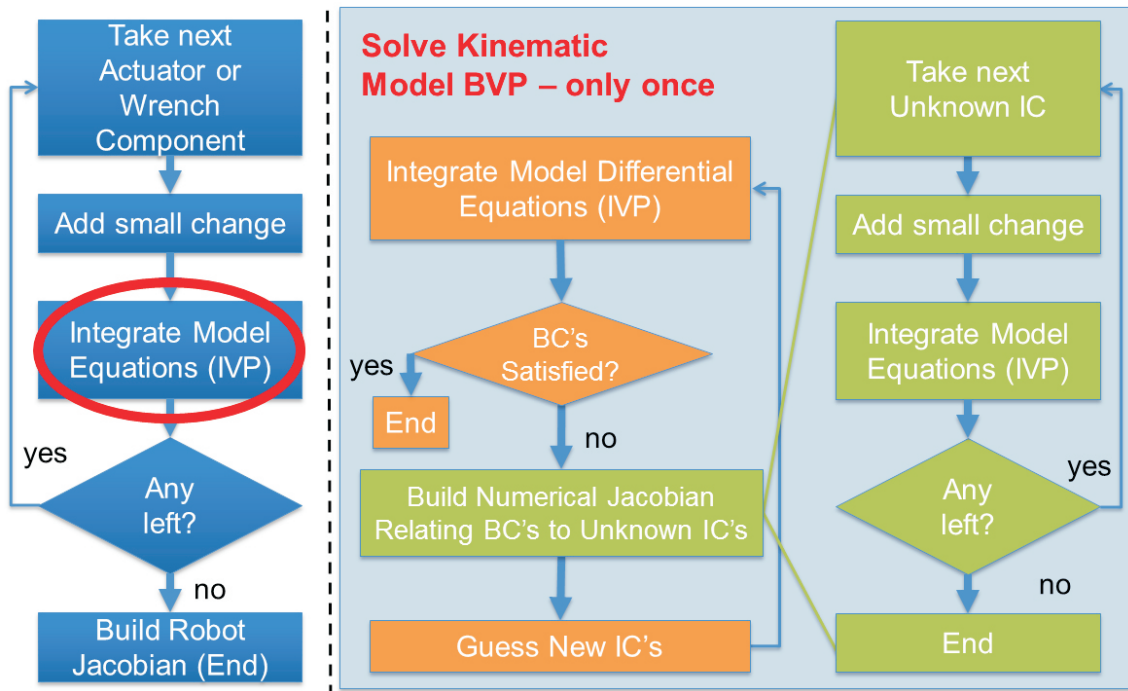 Take next
Actuator or
Wrench
Component
Add small change
Integrate Model
Equations (IVP)
yes
Any
left?
no
Build Robot
Jacobian (End)
Solve Kinematic
Model BVP – only once
Integrate Model Differential
Equations (IVP)
BC's
Satisfied?
yes
End
no
Build Numerical Jacobian
Relating BC's to Unknown IC's
Guess New IC's
Take next
Unknown IC
Add small change
Integrate Model
Equations (IVP)
yes
Any
left?
no
End